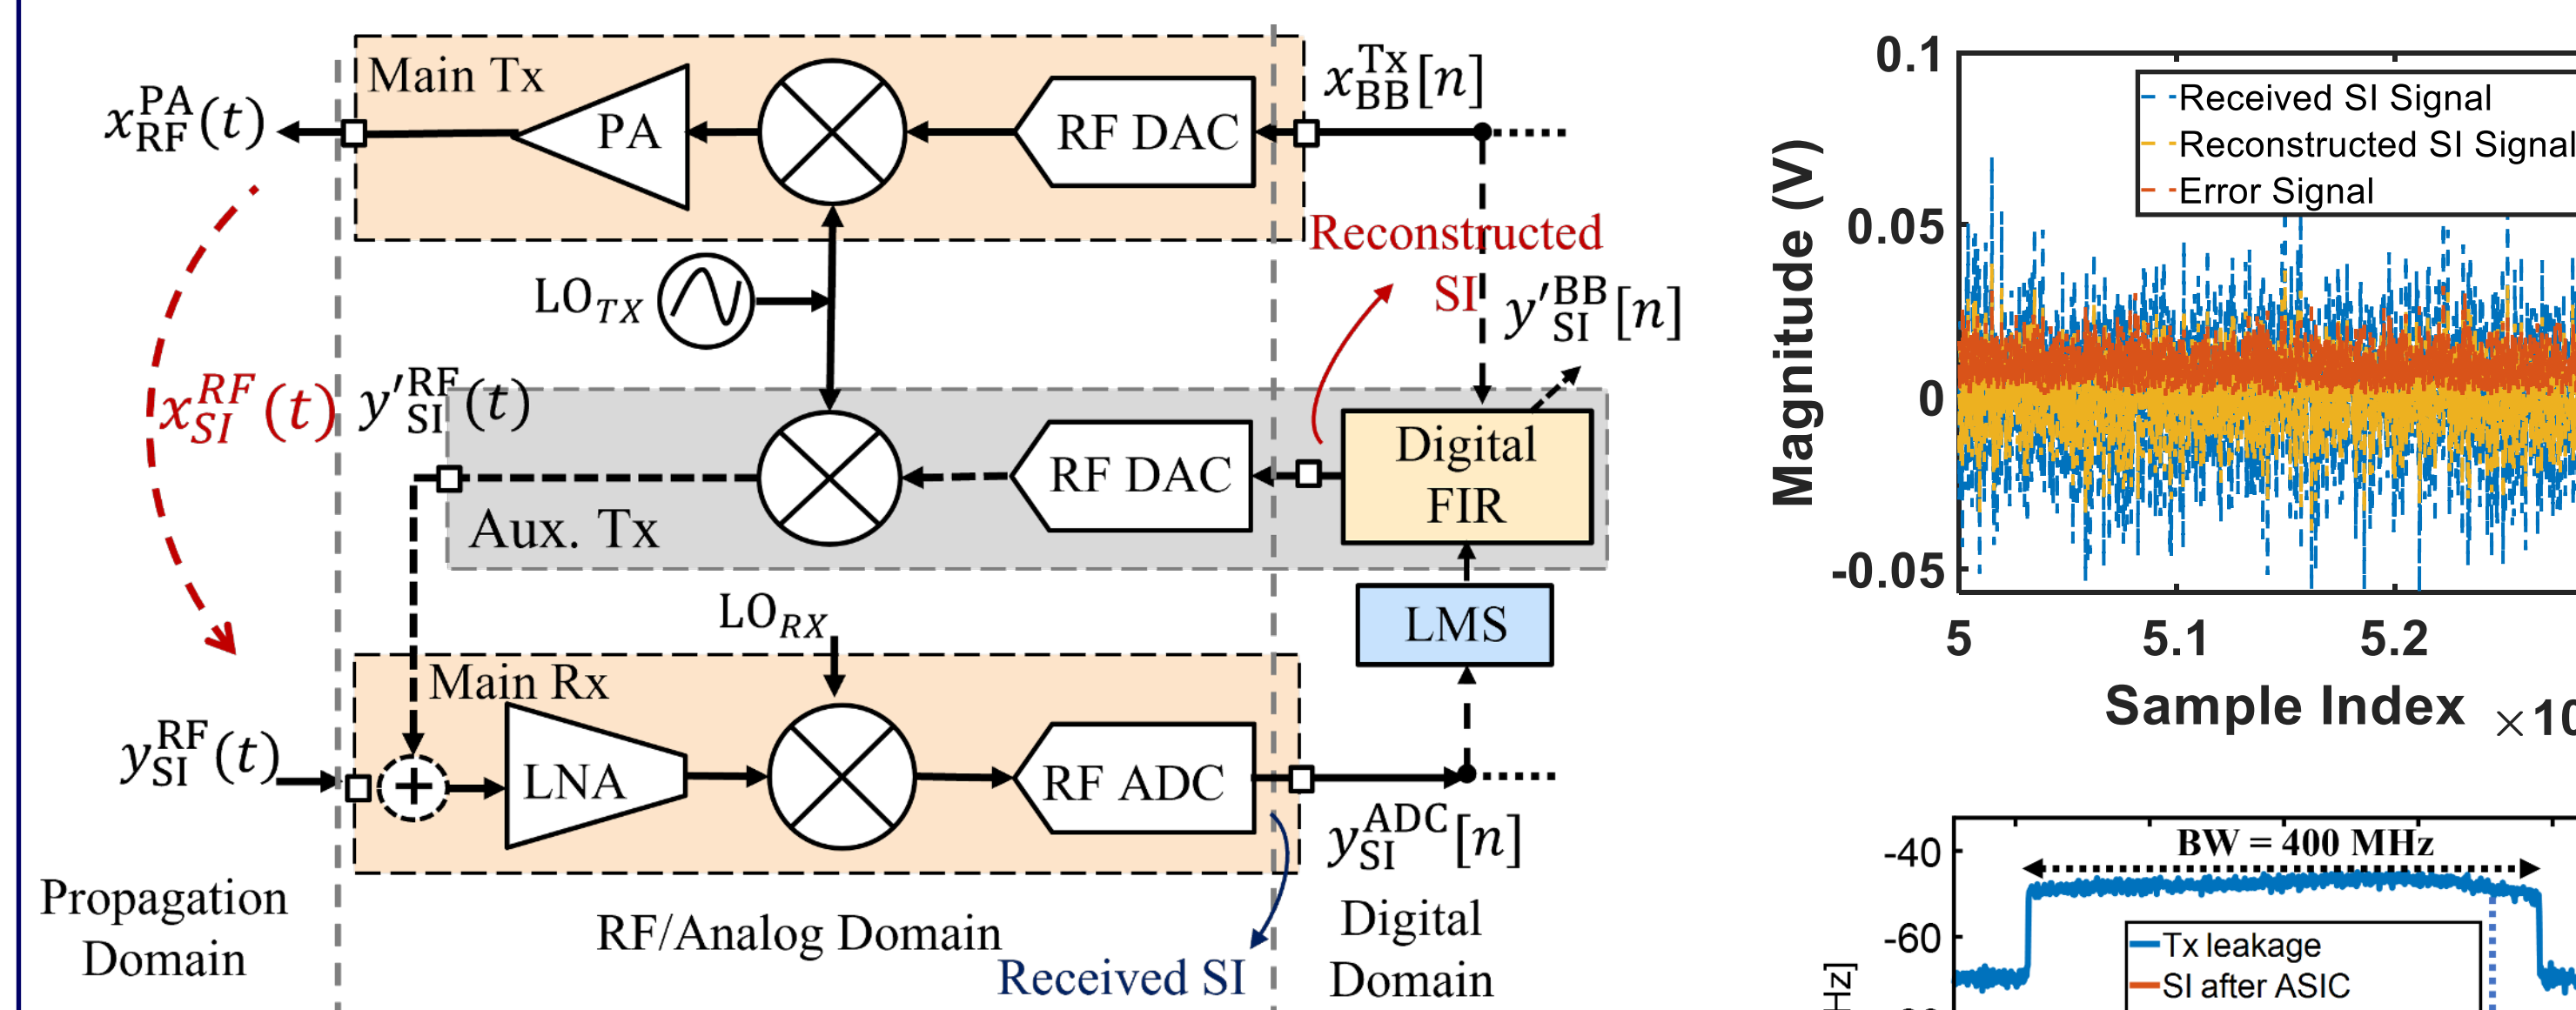 Main Tx
x_RF^PA(t)
PA
RF DAC
x_BB^Tx[n]
LO_TX
Reconstructed
SI
y'_SI^BB[n]
x_SI^RF(t)
y'_SI^RF(t)
RF DAC
Digital
FIR
Aux. Tx
LMS
LO_RX
Main Rx
y_SI^RF(t)
+
LNA
RF ADC
y_SI^ADC[n]
Propagation
Domain
RF/Analog Domain
Received SI
Digital
Domain
0.1
0.05
0
-0.05
Magnitude (V)
Received SI Signal
Reconstructed SI Signal
Error Signal
5
5.1
5.2
Sample Index
×10
-40
-60
BW = 400 MHz
Tx leakage
SI after ASIC
Hz]